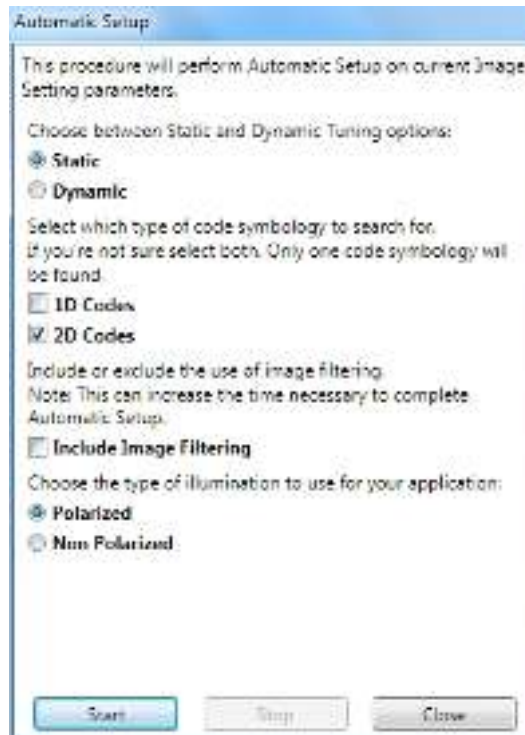 Automatic Setup
This procedure will perform Automatic Setup on current Image
Setting parameters.
Choose between Static and Dynamic Tuning options:
Static
Dynamic
Select which type of code symbology to search for.
If you're not sure select both. Only one code symbology will
be found.
1D Codes
2D Codes
Include or exclude the use of image filtering.
Note: This can increase the time necessary to complete
Automatic Setup.
Include Image Filtering
Choose the type of illumination to use for your application:
Polarized
Non Polarized
Start
Stop
Close